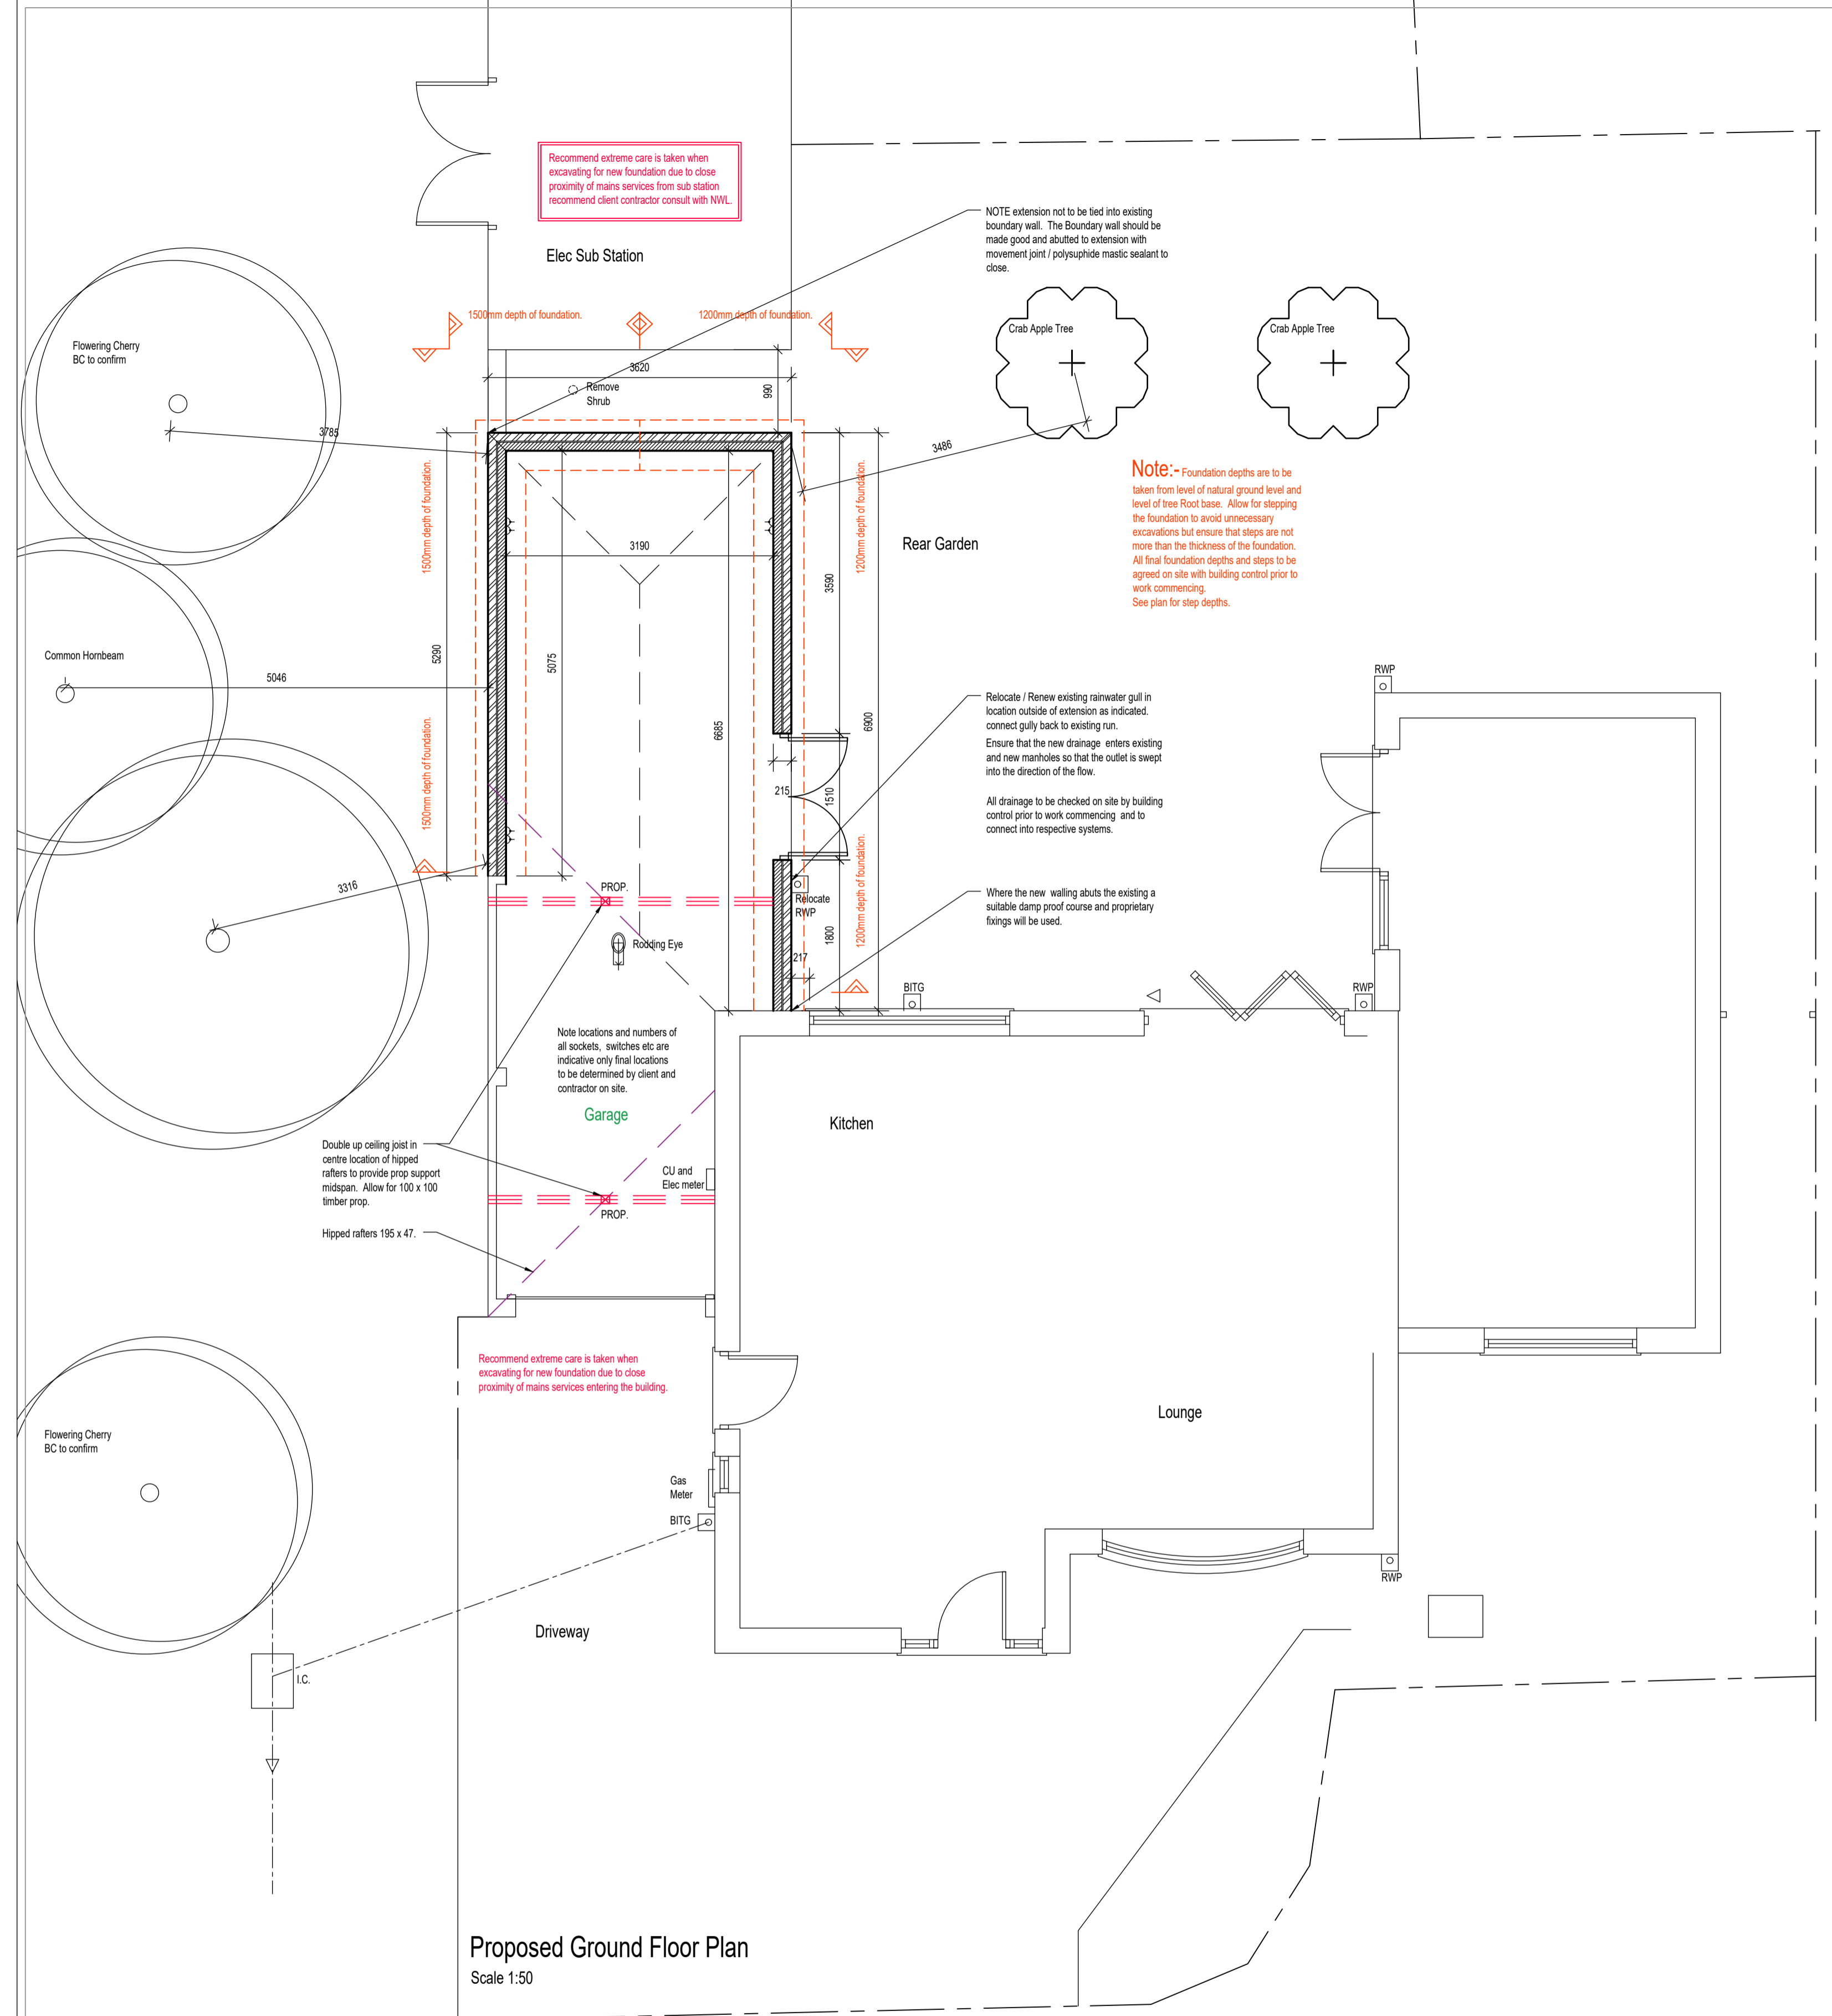 Recommend extreme care is taken when
excavating for new foundation due to close
proximity of mains services from sub station
recommend client contractor consult with NWL.
Elec Sub Station
NOTE extension not to be tied into existing
boundary wall. The Boundary wall should be
made good and abutted to extension with
movement joint / polysuphide mastic sealant to
close.
1500mm depth of foundation.
1200mm depth of foundation.
Flowering Cherry
BC to confirm
Crab Apple Tree
Crab Apple Tree
3620
990
Remove
Shrub
3785
3486
1500mm depth of foundation.
1200mm depth of foundation.
Note:- Foundation depths are to be
taken from level of natural ground level and
level of tree Root base. Allow for stepping
the foundation to avoid unnecessary
excavations but ensure that steps are not
more than the thickness of the foundation.
All final foundation depths and steps to be
agreed on site with building control prior to
work commencing.
See plan for step depths.
3190
Rear Garden
3590
5290
5075
6685
6900
Common Hornbeam
5046
RWP
Relocate / Renew existing rainwater gull in
location outside of extension as indicated.
connect gully back to existing run.
Ensure that the new drainage enters existing
and new manholes so that the outlet is swept
into the direction of the flow.
All drainage to be checked on site by building
control prior to work commencing and to
connect into respective systems.
1500mm depth of foundation.
215
1510
3316
PROP.
Relocate
RWP
1800
1200mm depth of foundation.
Where the new walling abuts the existing a
suitable damp proof course and proprietary
fixings will be used.
Rodding Eye
217
BITG
RWP
Note locations and numbers of
all sockets, switches etc are
indicative only final locations
to be determined by client and
contractor on site.
Garage
Kitchen
Double up ceiling joist in
centre location of hipped
rafters to provide prop support
midspan. Allow for 100 x 100
timber prop.
CU and
Elec meter
PROP.
Hipped rafters 195 x 47.
Recommend extreme care is taken when
excavating for new foundation due to close
proximity of mains services entering the building.
Lounge
Flowering Cherry
BC to confirm
Gas
Meter
BITG
RWP
Driveway
I.C.
Proposed Ground Floor Plan
Scale 1:50